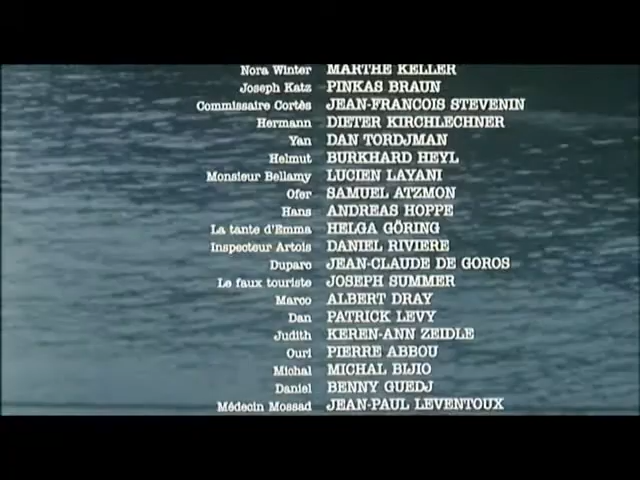 Nora Winter MARTHE KELLER
Joseph Katz PINKAS BRAUN
Commissaire Cortès JEAN-FRANCOIS STEVENIN
Hermann DIETER KIRCHLECHNER
Yan DAN TORDJMAN
Helmut BURKHARD HEYL
Monsieur Bellamy LUCIEN LAYANI
Ofer SAMUEL ATZMON
Hans ANDREAS HOPPE
La tante d'Emma HELGA GÖRING
Inspecteur Artois DANIEL RIVIERE
Duparc JEAN-CLAUDE DE GOROS
Le faux touriste JOSEPH SUMMER
Marco ALBERT DRAY
Dan PATRICK LEVY
Judith KEREN-ANN ZEIDLE
Ouri PIERRE ABBOU
Michal MICHAL BIJIO
Daniel BENNY GUEDJ
Médecin Mossad JEAN-PAUL LEVENTOUX